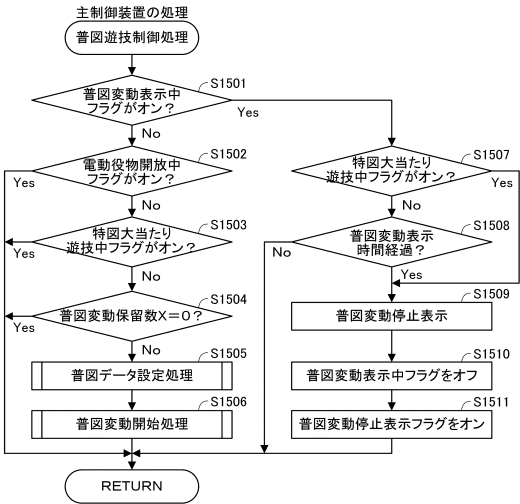 主制御装置の処理
普図遊技制御処理
S1501
普図変動表示中
フラグがオン？
Yes
No
S1502
電動役物開放中
フラグがオン？
Yes
No
S1503
特図大当たり
遊技中フラグがオン？
Yes
No
S1504
普図変動保留数X＝0？
Yes
No
S1505
普図データ設定処理
S1506
普図変動開始処理
S1507
特図大当たり
遊技中フラグがオン？
Yes
No
S1508
普図変動表示
時間経過？
No
Yes
S1509
普図変動停止表示
S1510
普図変動表示中フラグをオフ
S1511
普図変動停止表示フラグをオン
RETURN